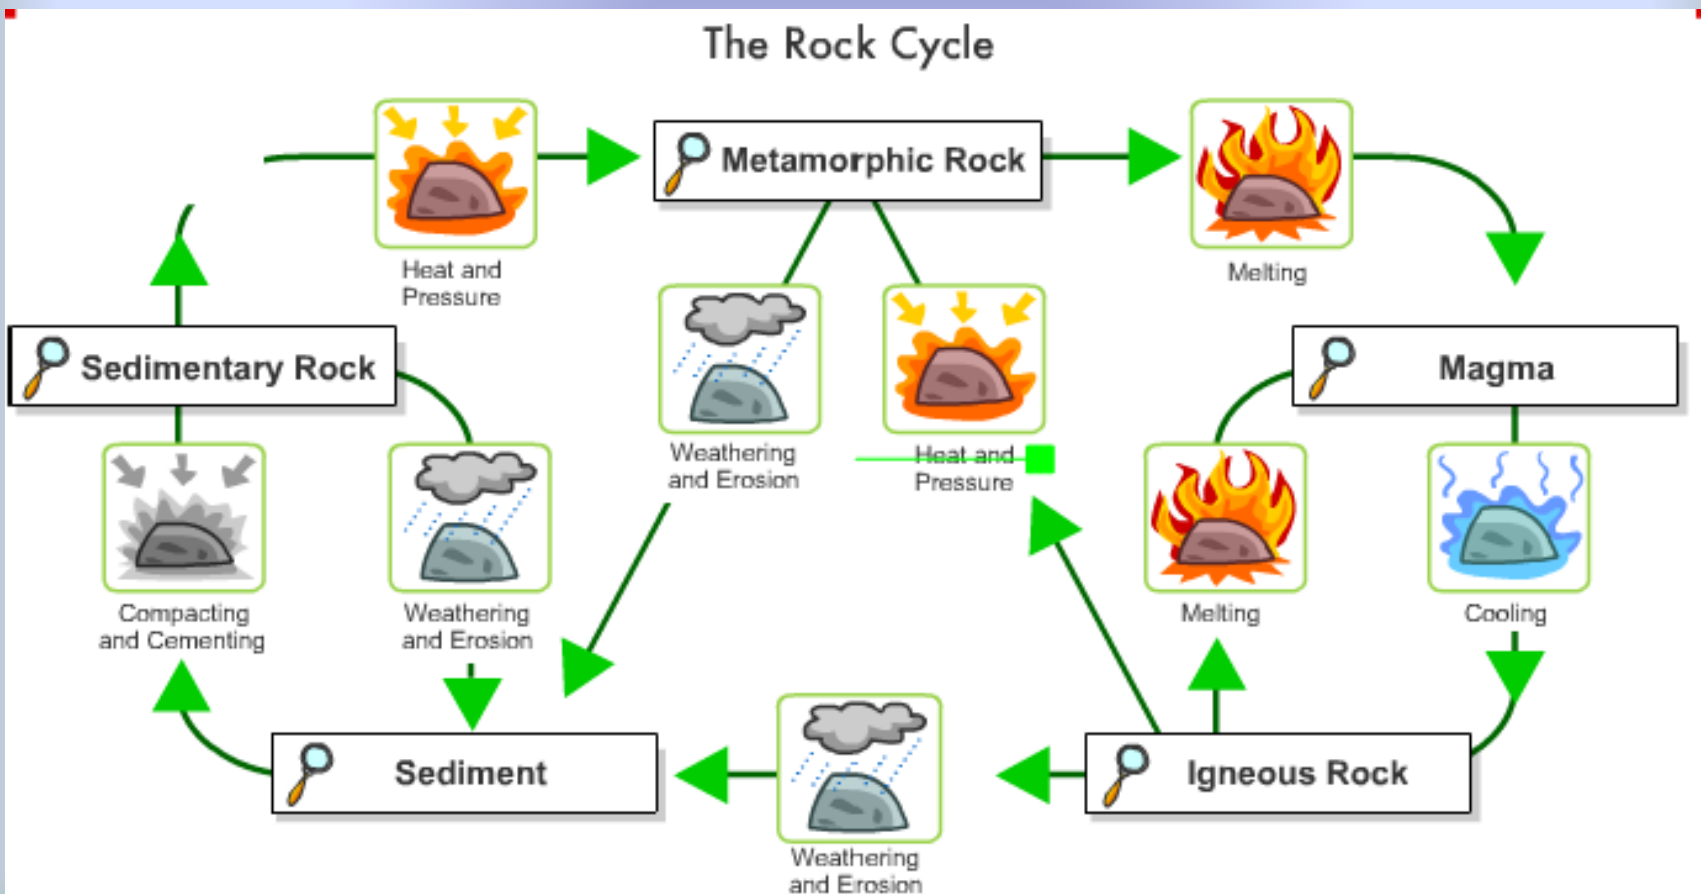 The Rock Cycle
Heat and
Pressure
Metamorphic Rock
Melting
Sedimentary Rock
Weathering
and Erosion
Heat and
Pressure
Magma
Compacting
and Cementing
Weathering
and Erosion
Melting
Cooling
Sediment
Weathering
and Erosion
Igneous Rock